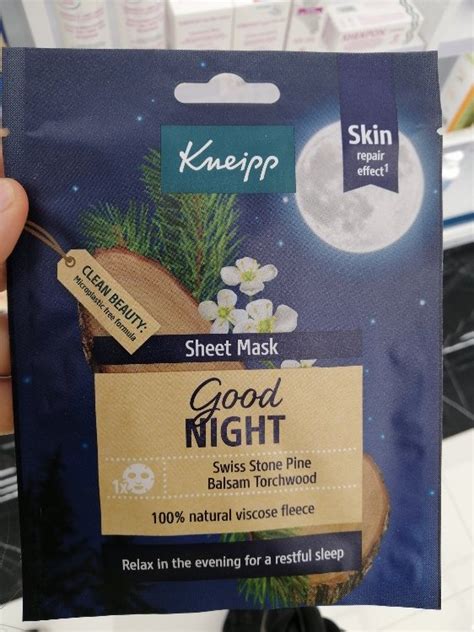 Kneipp
Skin
repair
effect¹
CLEAN BEAUTY:
Microplastic free formula
Sheet Mask
Good
NIGHT
Swiss Stone Pine
Balsam Torchwood
1x
100% natural viscose fleece
Relax in the evening for a restful sleep